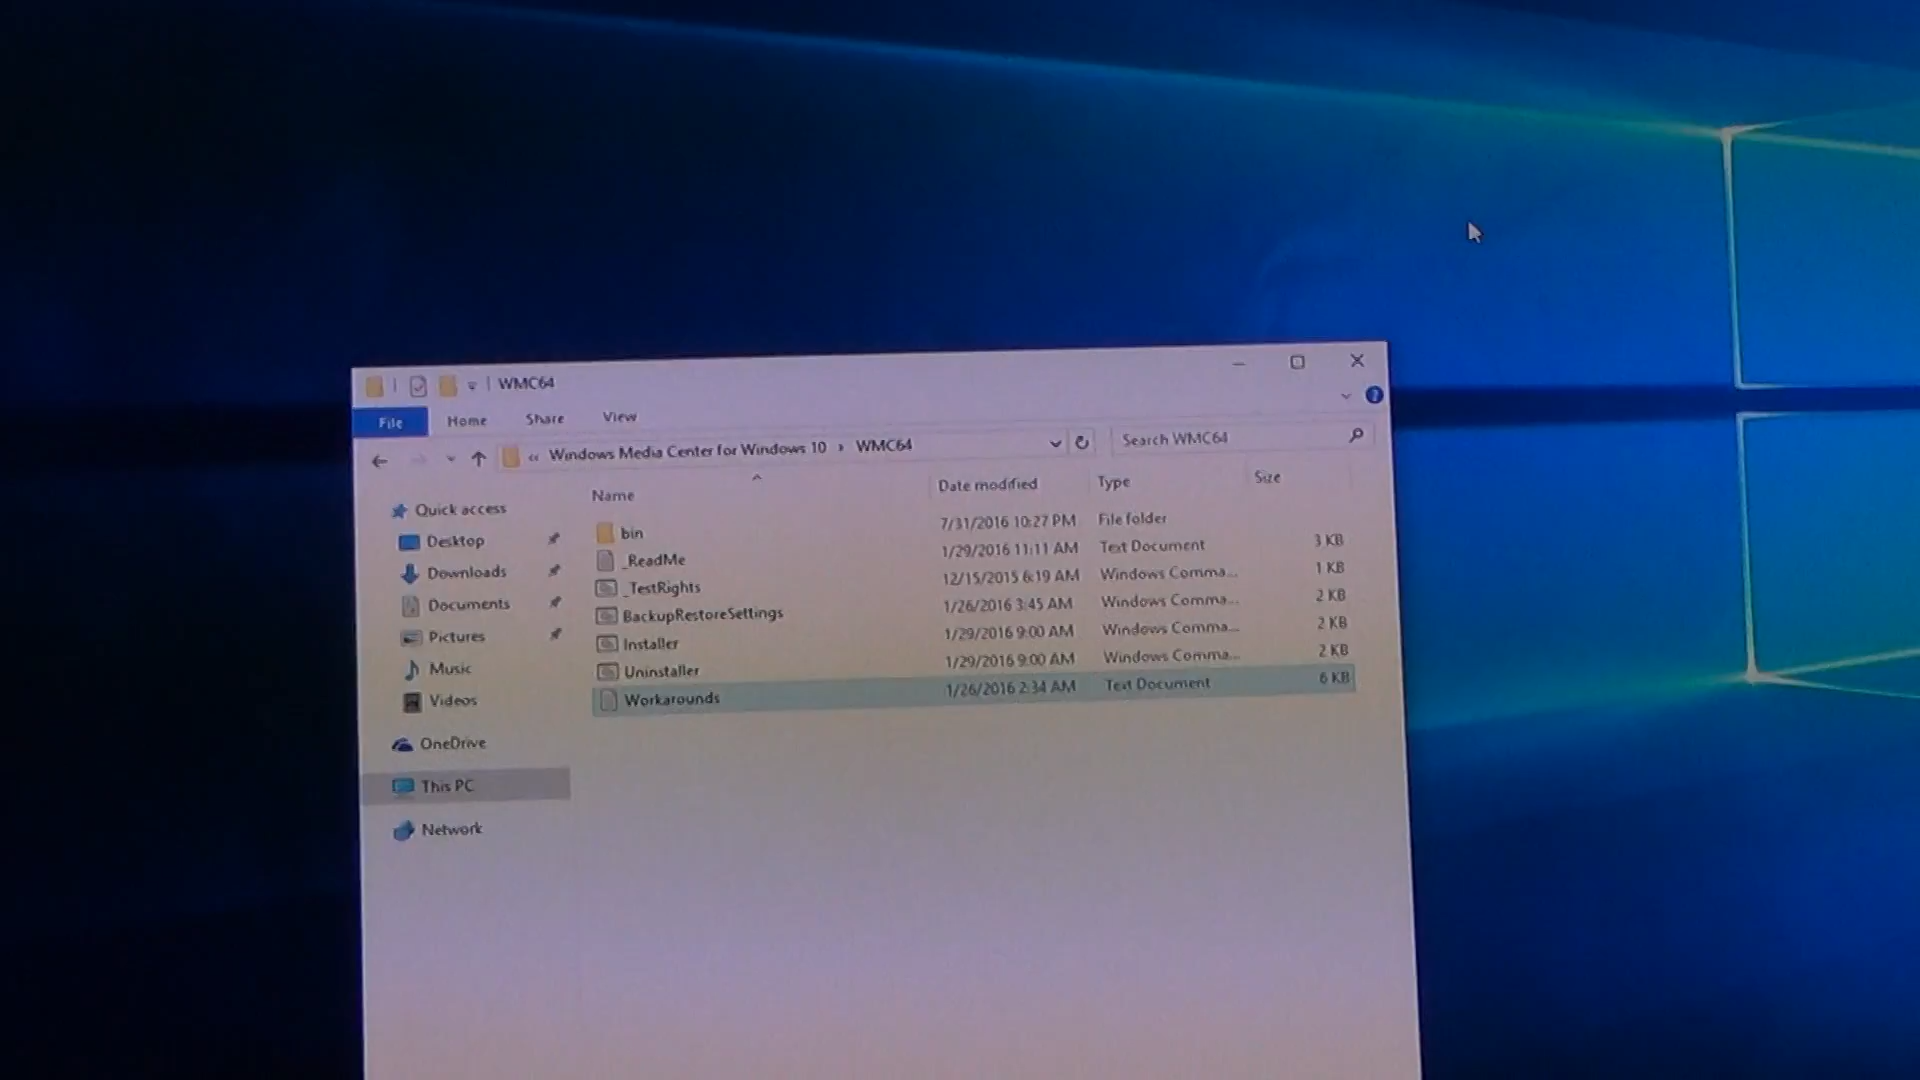 WMC64
File Home Share View
« Windows Media Center for Windows 10 › WMC64
Search WMC64
Name Date modified Type Size
Quick access
Desktop
Downloads
Documents
Pictures
Music
Videos
OneDrive
This PC
Network
bin 7/31/2016 10:27 PM File folder
_ReadMe 1/29/2016 11:11 AM Text Document 3 KB
_TestRights 12/15/2015 6:19 AM Windows Comma... 1 KB
BackupRestoreSettings 1/26/2016 3:45 AM Windows Comma... 2 KB
Installer 1/29/2016 9:00 AM Windows Comma... 2 KB
Uninstaller 1/29/2016 9:00 AM Windows Comma... 2 KB
Workarounds 1/26/2016 2:34 AM Text Document 6 KB